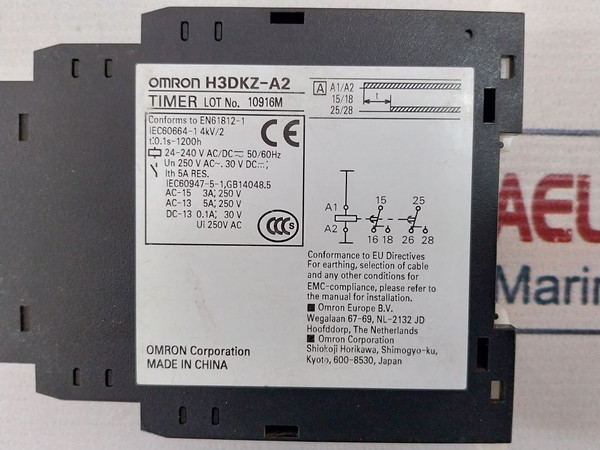 OMRON H3DKZ-A2
TIMER LOT No. 10916M
Conforms to EN61812-1
IEC60664-1 4kV/2
t:0.1s-1200h
24-240 V AC/DC 50/60Hz
Un 250 V AC~. 30 V DC
Ith 5A RES.
IEC60947-5-1,GB14048.5
AC-15 3A, 250 V
AC-13 5A, 250 V
DC-13 0.1A, 30 V
Ui 250V AC
CE
CCC S
A A1/A2
15/18 t
25/28
15 25
A1
A2
16 18 26 28
Conformance to EU Directives
For earthing, selection of cable
and any other conditions for
EMC-compliance, please refer to
the manual for installation.
Omron Europe B.V.
Wegalaan 67-69, NL-2132 JD
Hoofddorp, The Netherlands
Omron Corporation
Shiokoji Horikawa, Shimogyo-ku,
Kyoto, 600-8530, Japan
OMRON Corporation
MADE IN CHINA
AEL
Marin